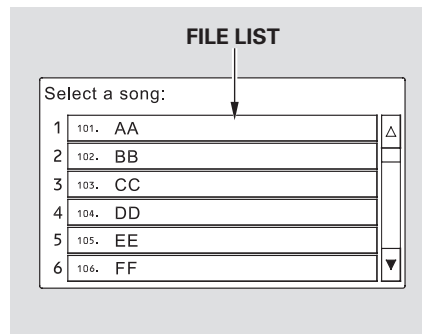 FILE LIST
Select a song:
1 101. AA
2 102. BB
3 103. CC
4 104. DD
5 105. EE
6 106. FF